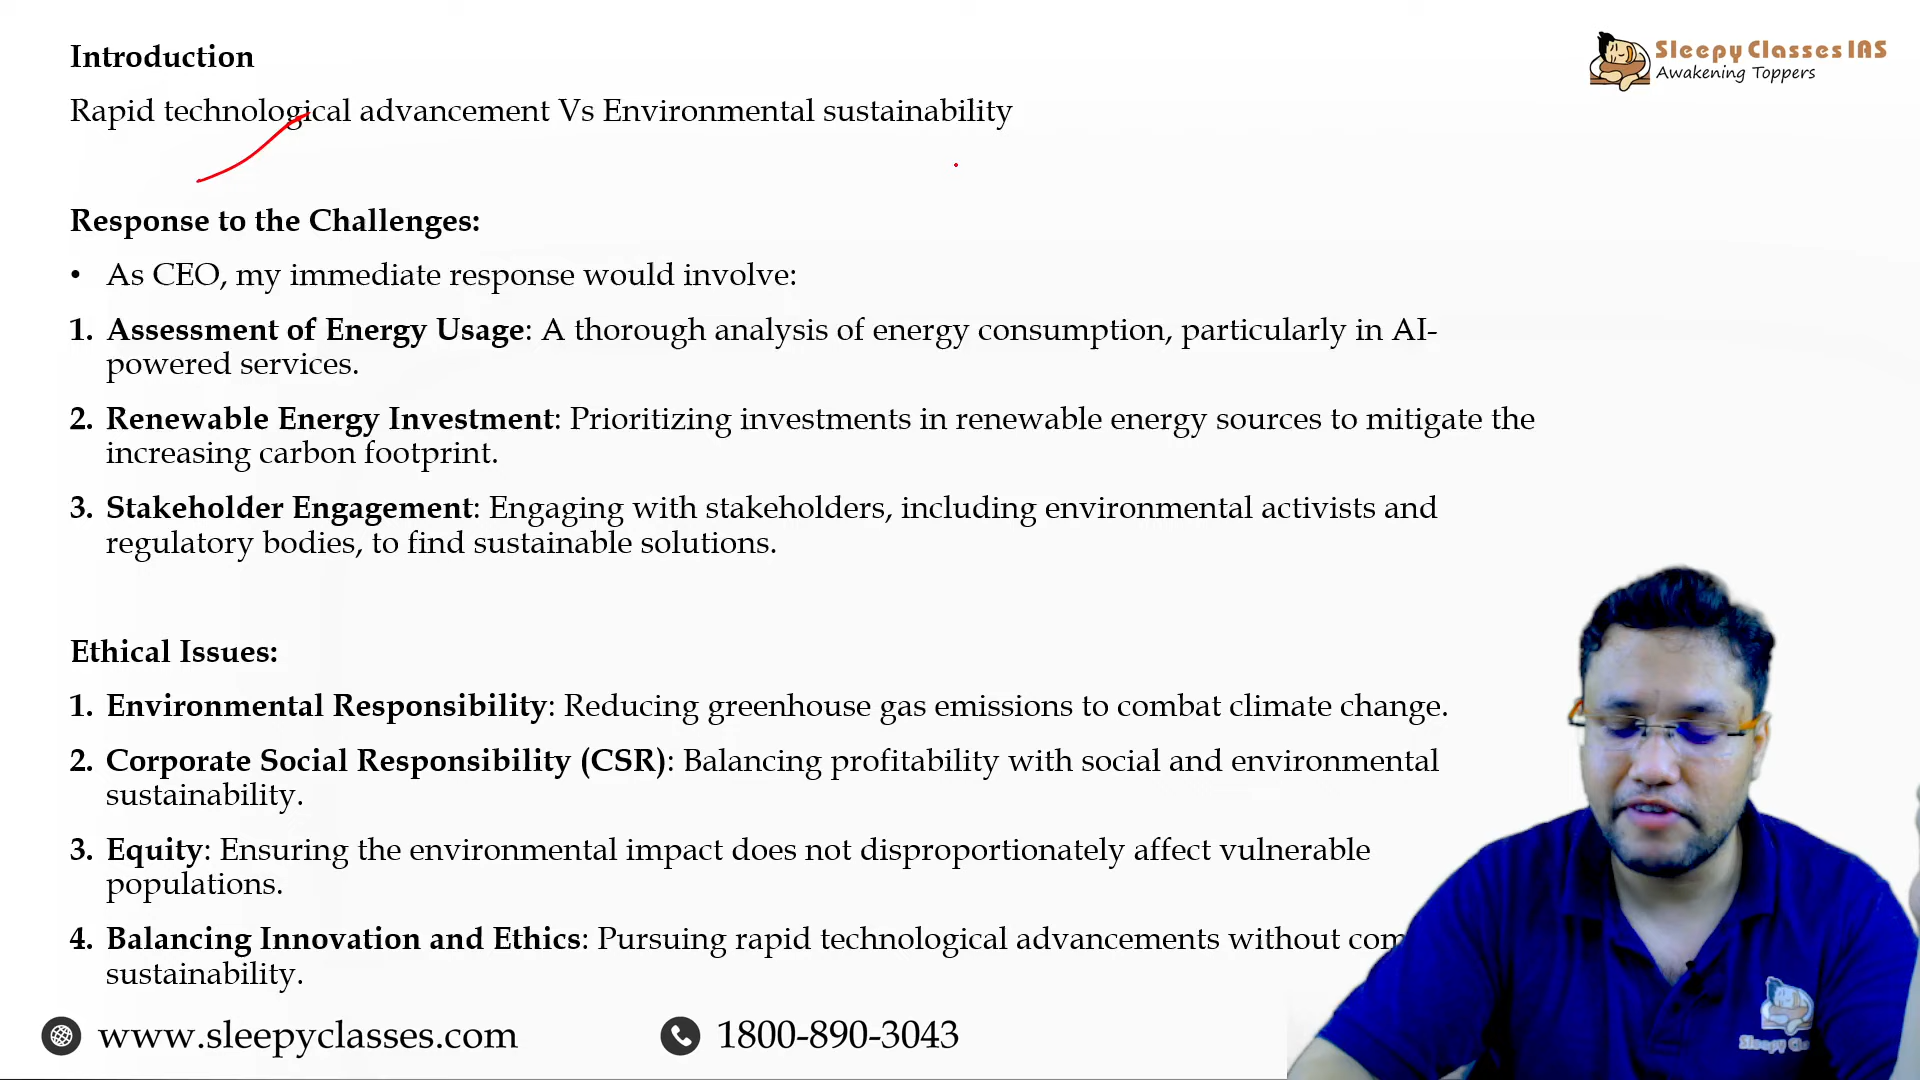 Introduction
Sleepy Classes IAS
Awakening Toppers
Rapid technological advancement Vs Environmental sustainability
Response to the Challenges:
• As CEO, my immediate response would involve:
1. Assessment of Energy Usage: A thorough analysis of energy consumption, particularly in AI-
powered services.
2. Renewable Energy Investment: Prioritizing investments in renewable energy sources to mitigate the
increasing carbon footprint.
3. Stakeholder Engagement: Engaging with stakeholders, including environmental activists and
regulatory bodies, to find sustainable solutions.
Ethical Issues:
1. Environmental Responsibility: Reducing greenhouse gas emissions to combat climate change.
2. Corporate Social Responsibility (CSR): Balancing profitability with social and environmental
sustainability.
3. Equity: Ensuring the environmental impact does not disproportionately affect vulnerable
populations.
4. Balancing Innovation and Ethics: Pursuing rapid technological advancements without
sustainability.
www.sleepyclasses.com
1800-890-3043
Sleepy